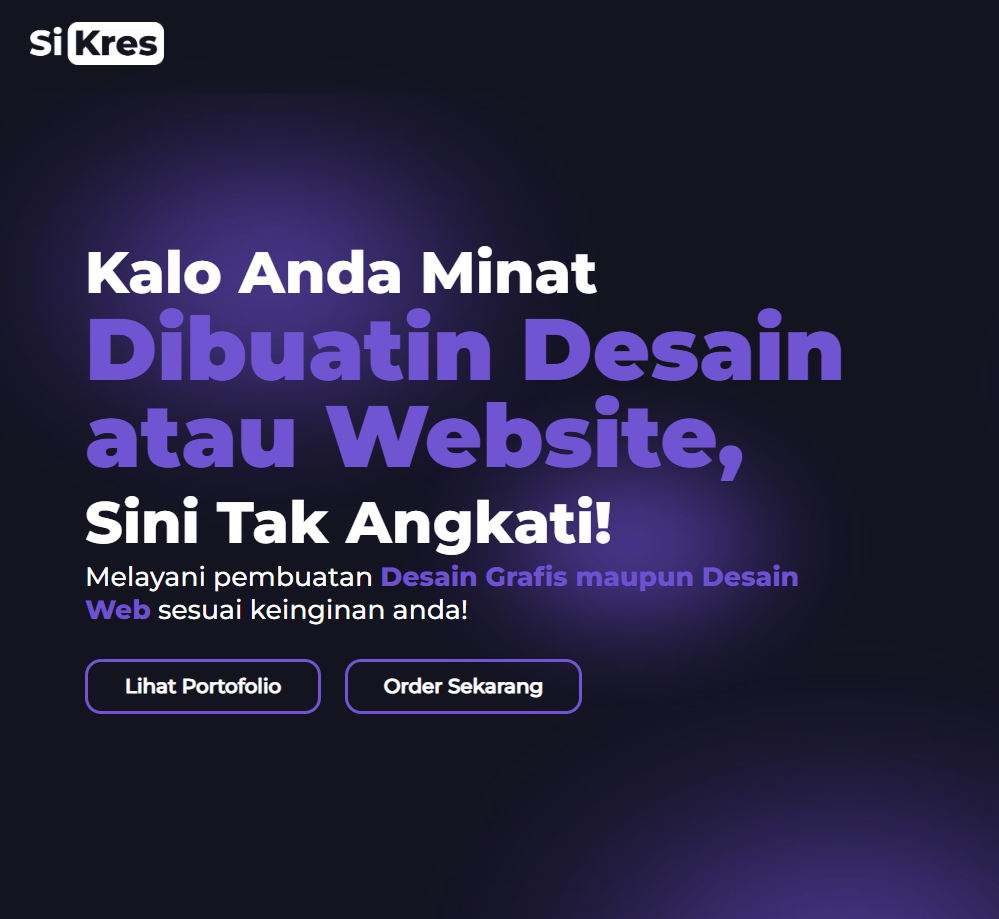 Si Kres
Kalo Anda Minat
Dibuatin Desain
atau Website,
Sini Tak Angkati!
Melayani pembuatan Desain Grafis maupun Desain
Web sesuai keinginan anda!
Lihat Portofolio
Order Sekarang